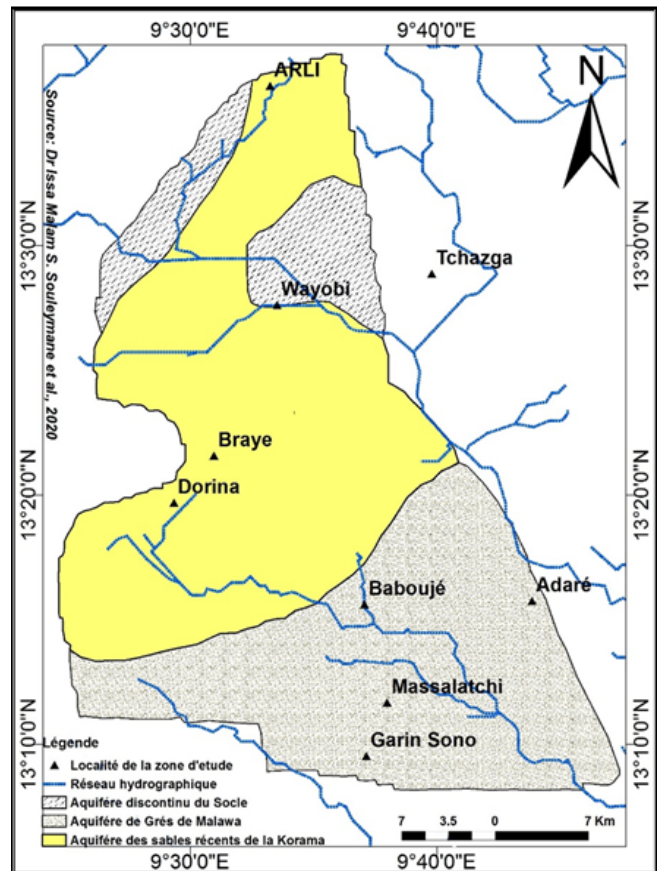 9°30'0"E 9°40'0"E
ARLI
N
Source: Dr Issa Malam S. Souleymane et al., 2020
13°30'0"N 13°30'0"N
Tchazga
Wayobi
Braye
13°20'0"N 13°20'0"N
Dorina
Baboujé
Adaré
Massalatchi
Garin Sono
13°10'0"N 13°10'0"N
Légende
Localité de la zone d'etude
Réseau hydrographique
Aquifére discontinu du Socle
Aquifére de Grés de Malawa
Aquifére des sables récents de la Korama
7 3.5 0 7 Km
9°30'0"E 9°40'0"E